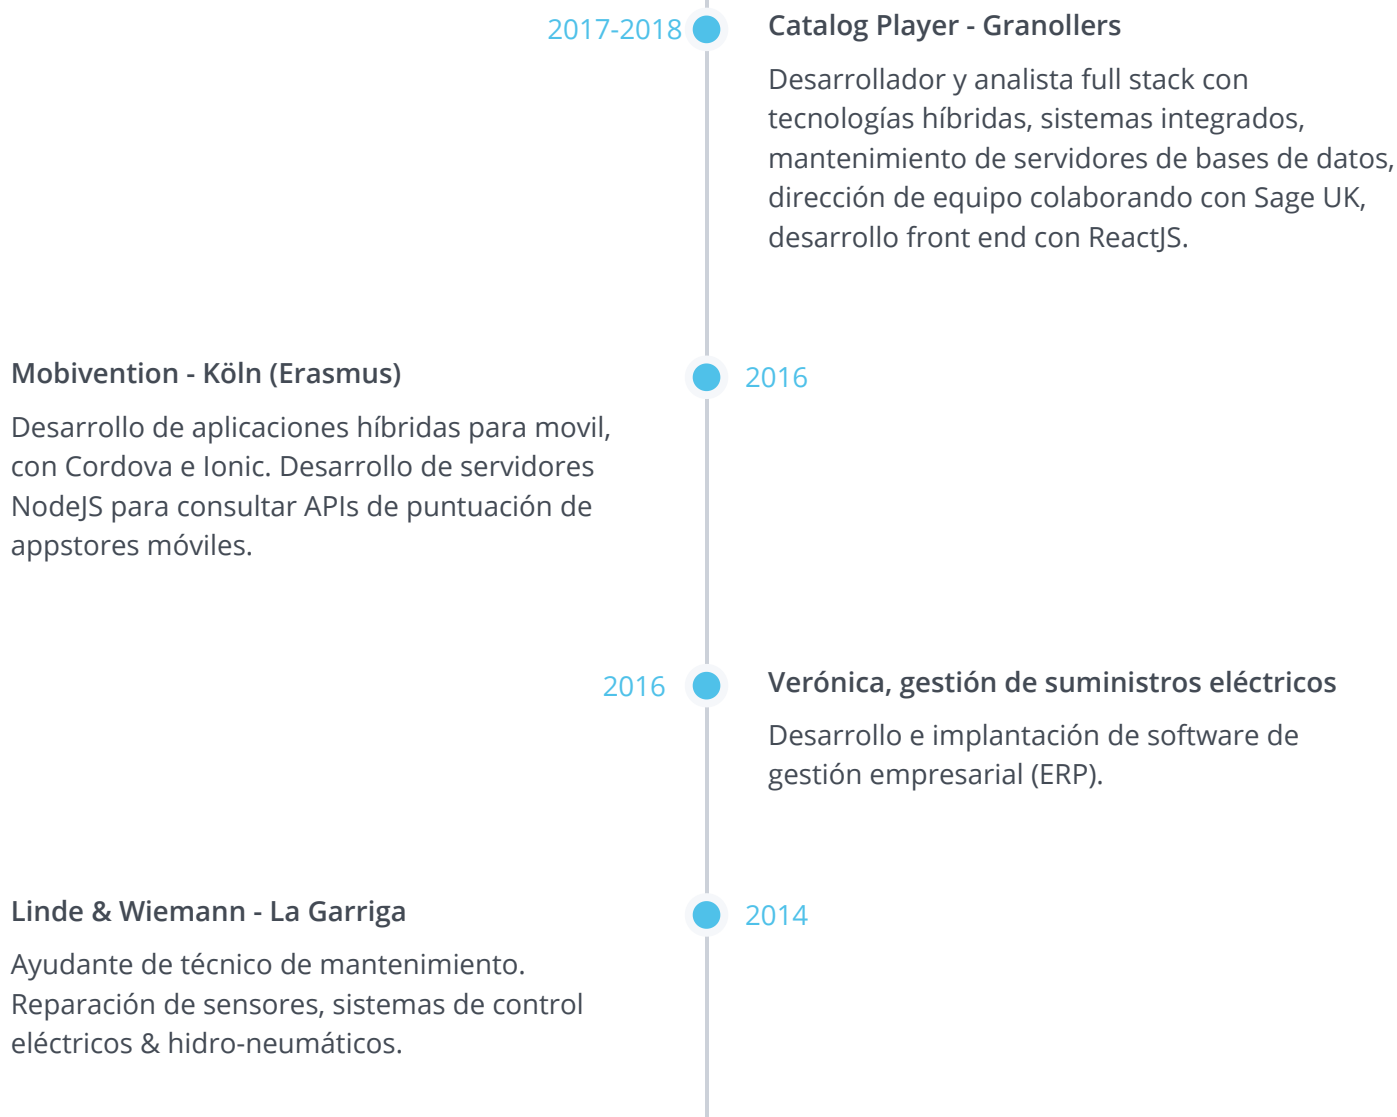 2017-2018
Catalog Player - Granollers
Desarrollador y analista full stack con
tecnologías híbridas, sistemas integrados,
mantenimiento de servidores de bases de datos,
dirección de equipo colaborando con Sage UK,
desarrollo front end con ReactJS.
Mobivention - Köln (Erasmus)
2016
Desarrollo de aplicaciones híbridas para movil,
con Cordova e Ionic. Desarrollo de servidores
NodeJS para consultar APIs de puntuación de
appstores móviles.
2016
Verónica, gestión de suministros eléctricos
Desarrollo e implantación de software de
gestión empresarial (ERP).
Linde & Wiemann - La Garriga
2014
Ayudante de técnico de mantenimiento.
Reparación de sensores, sistemas de control
eléctricos & hidro-neumáticos.